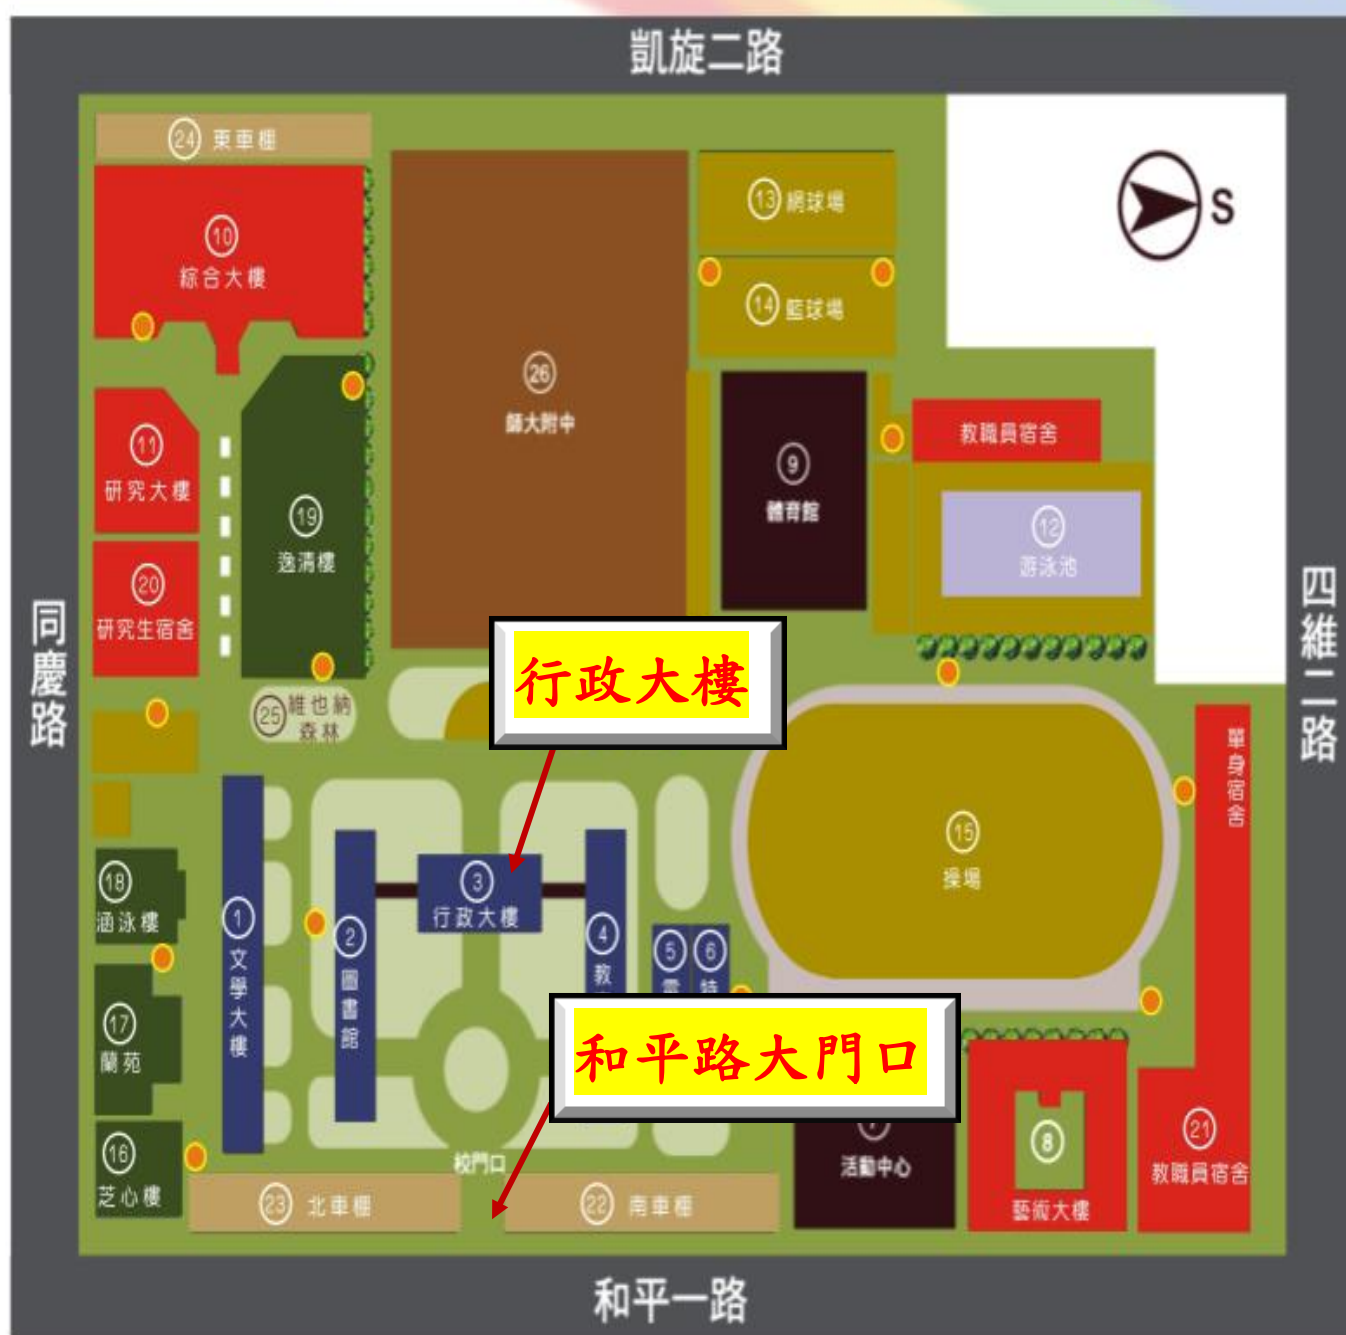 凱旋二路
24 東車棚
10
綜合大樓
13 網球場
S
14 籃球場
26
師大附中
11
研究大樓
19
逸清樓
9
體育館
教職員宿舍
12
游泳池
20
研究生宿舍
同慶路
四維二路
行政大樓
25 維也納
森林
單身宿舍
15
操場
18
涵泳樓
1
文學大樓
2
圖書館
3
行政大樓
4
教
5
6
17
蘭苑
和平路大門口
16
芝心樓
校門口
7
活動中心
8
藝術大樓
21
教職員宿舍
23 北車棚
22 南車棚
和平一路